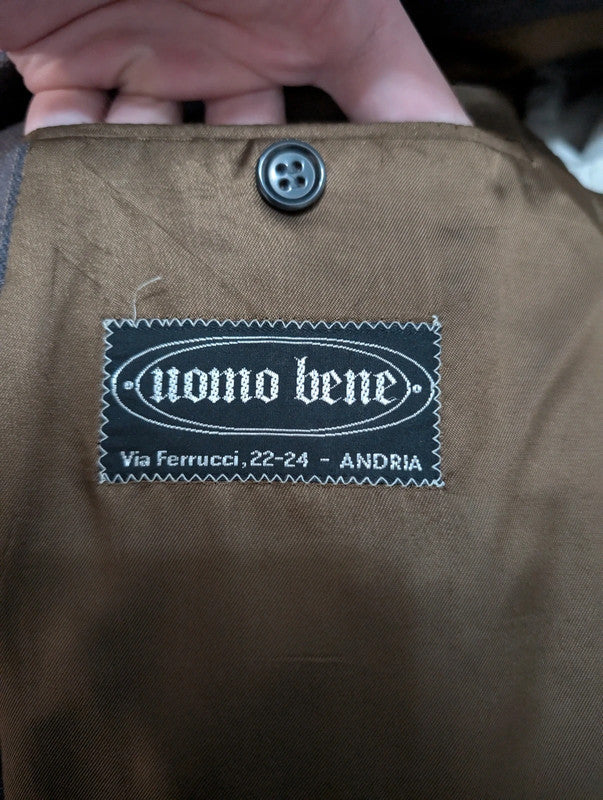 uomo bene
Via Ferrucci, 22-24 - ANDRIA